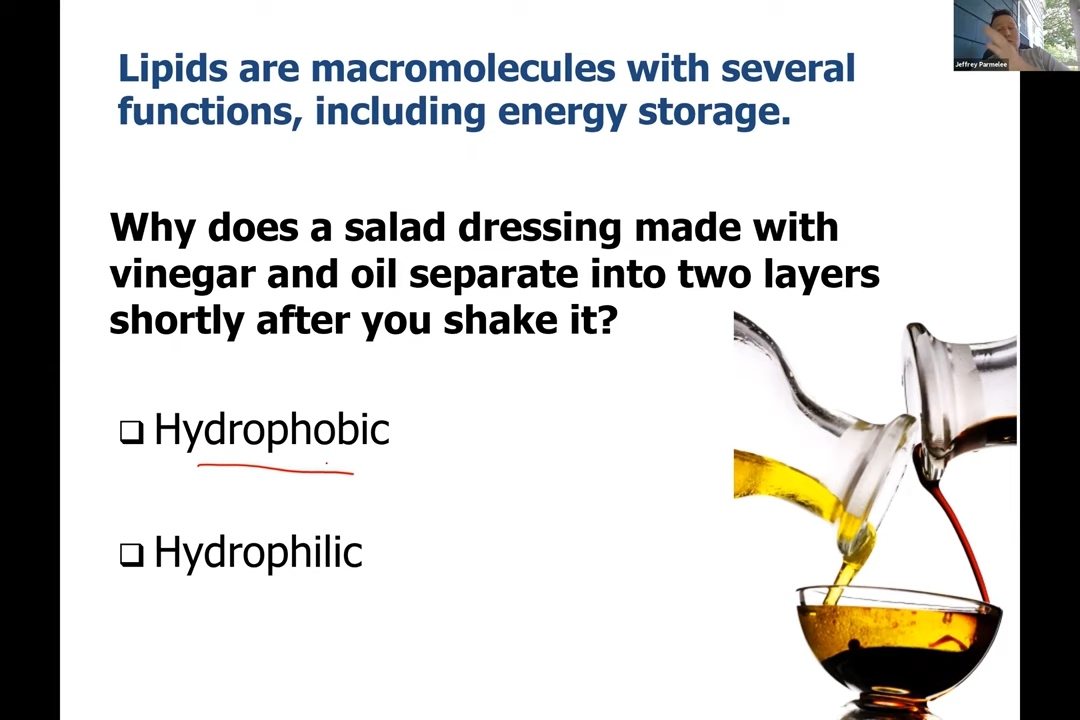 Lipids are macromolecules with several
functions, including energy storage.
Jeffrey Parmelee
Why does a salad dressing made with
vinegar and oil separate into two layers
shortly after you shake it?
Hydrophobic
Hydrophilic